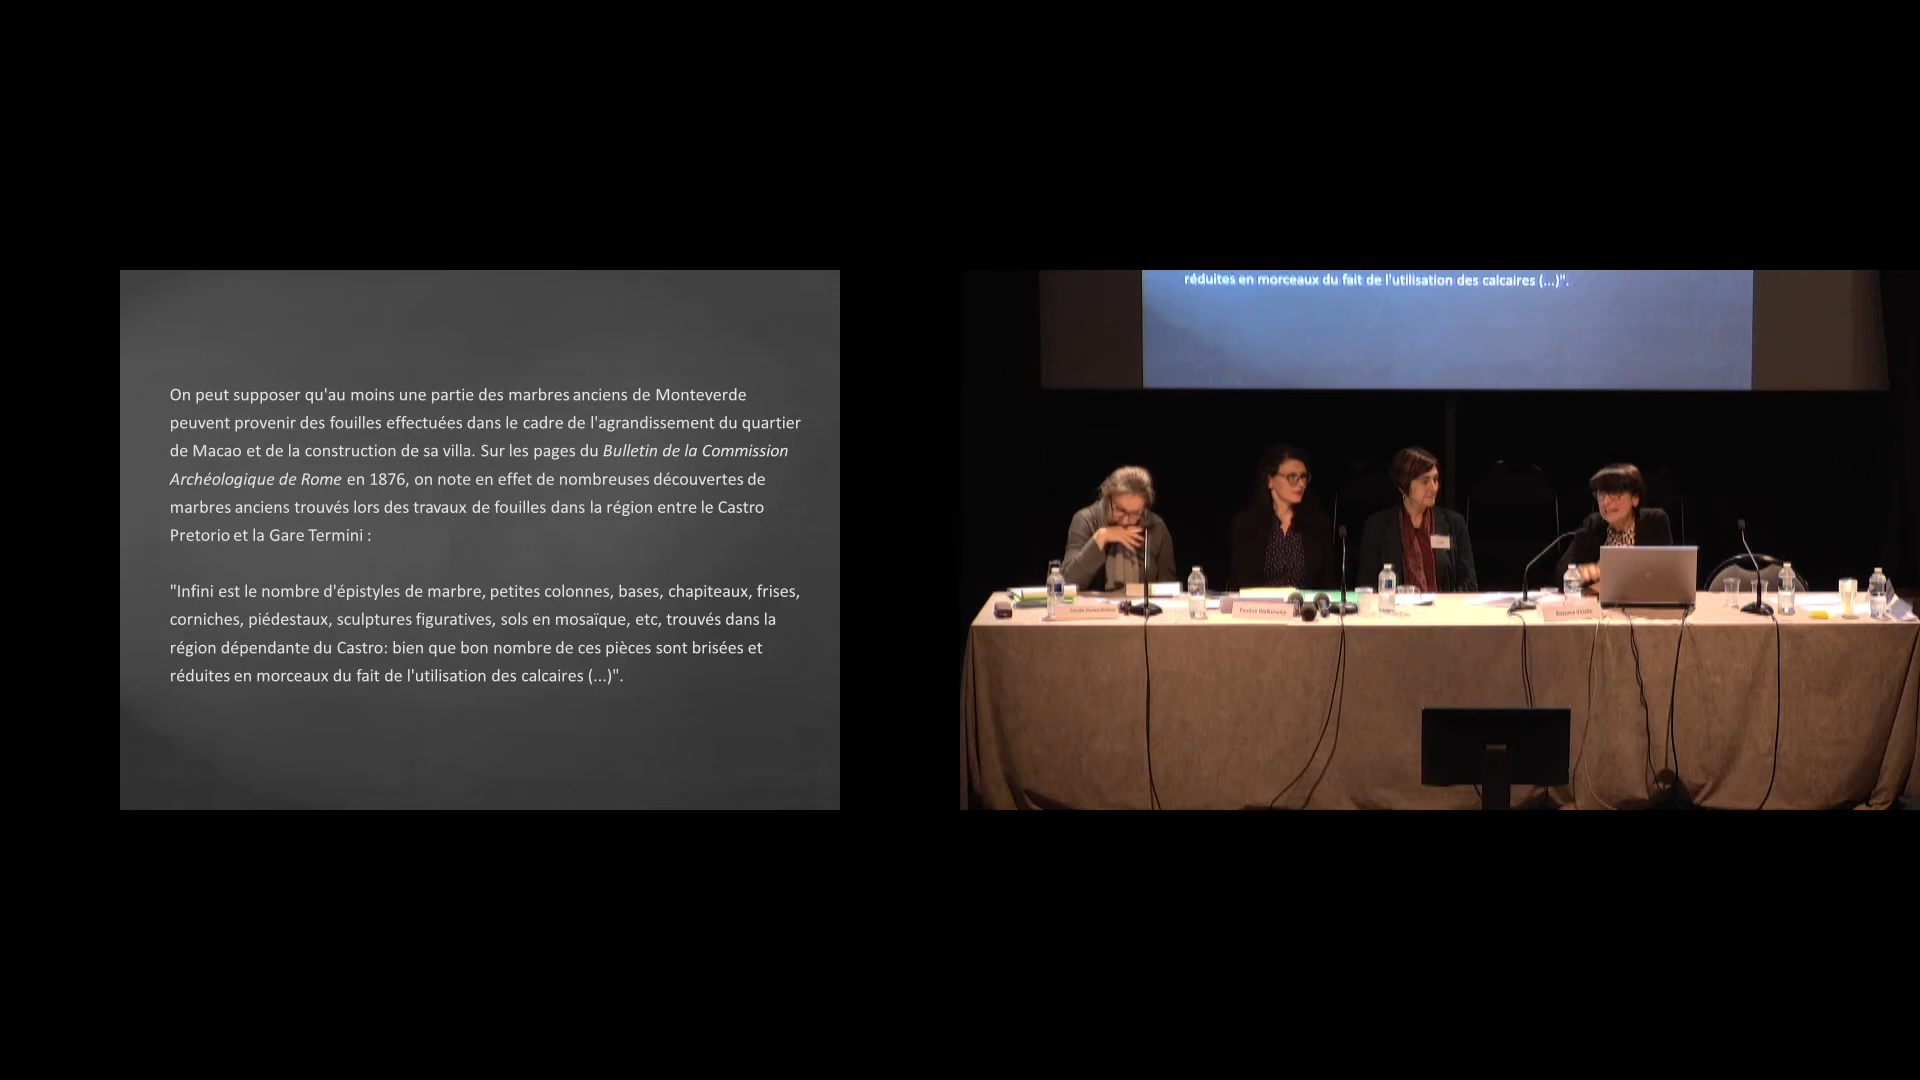 On peut supposer qu'au moins une partie des marbres anciens de Monteverde
peuvent provenir des fouilles effectuées dans le cadre de l'agrandissement du quartier
de Macao et de la construction de sa villa. Sur les pages du Bulletin de la Commission
Archéologique de Rome en 1876, on note en effet de nombreuses découvertes de
marbres anciens trouvés lors des travaux de fouilles dans la région entre le Castro
Pretorio et la Gare Termini :
"Infini est le nombre d'épistyles de marbre, petites colonnes, bases, chapiteaux, frises,
corniches, piédestaux, sculptures figuratives, sols en mosaïque, etc, trouvés dans la
région dépendante du Castro: bien que bon nombre de ces pièces sont brisées et
réduites en morceaux du fait de l'utilisation des calcaires (...)".
réduites en morceaux du fait de l'utilisation des calcaires (...)".